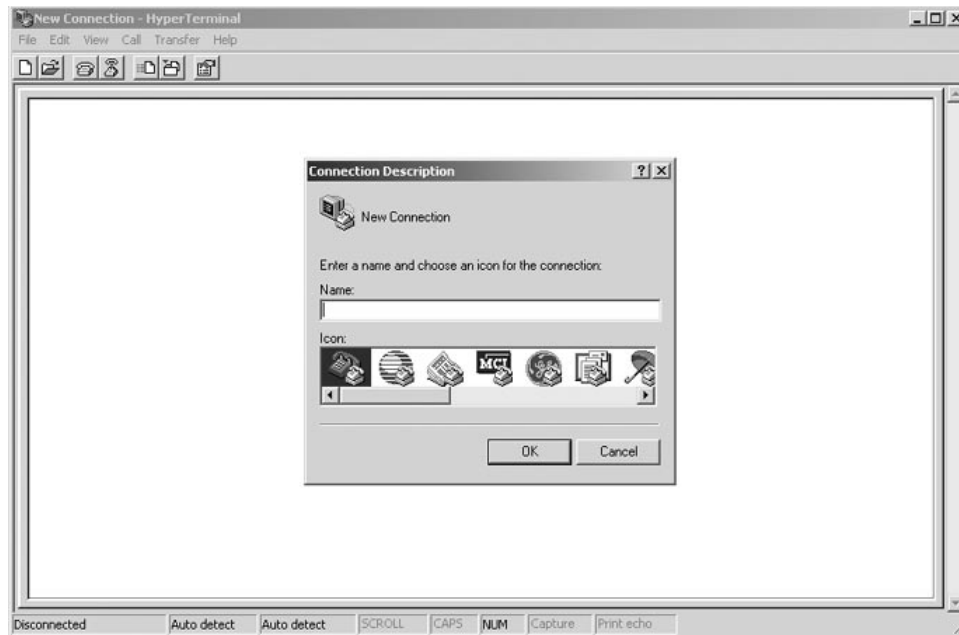 New Connection - HyperTerminal
File Edit View Call Transfer Help
Connection Description
New Connection
Enter a name and choose an icon for the connection:
Name:
Icon:
MCI
OK Cancel
Disconnected Auto detect Auto detect SCROLL CAPS NUM Capture Print echo